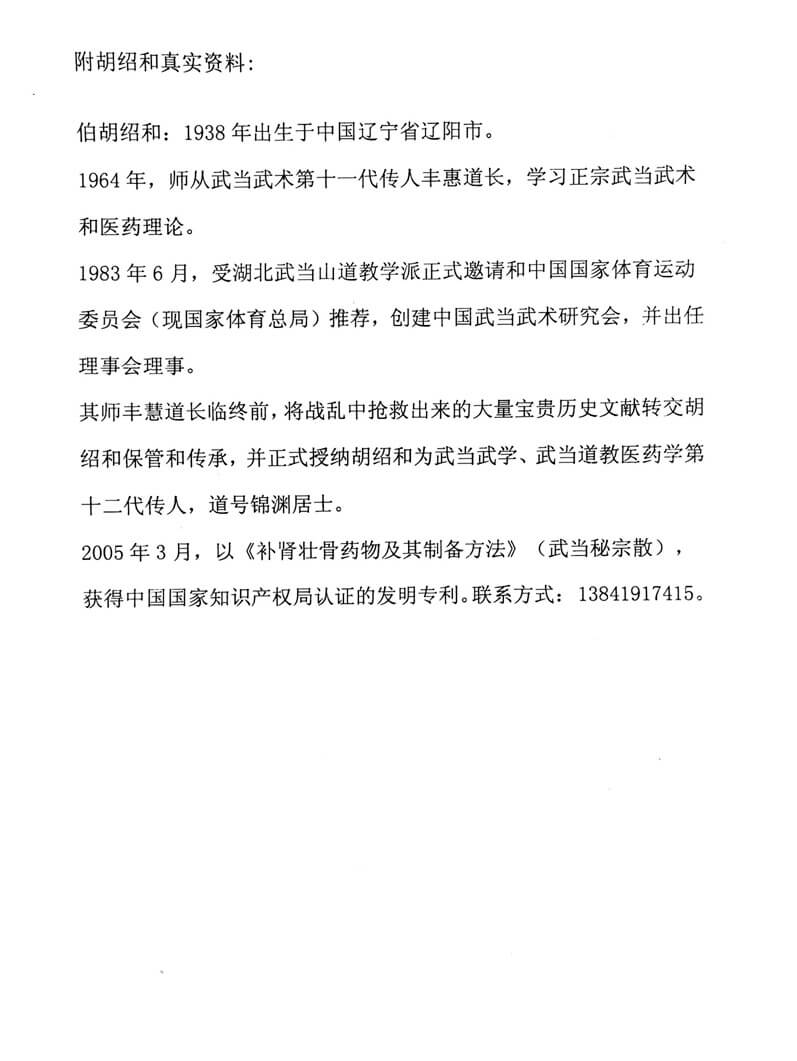 附胡绍和真实资料:
伯胡绍和：1938 年出生于中国辽宁省辽阳市。
1964 年，师从武当武术第十一代传人丰惠道长，学习正宗武当武术
和医药理论。
1983 年 6 月，受湖北武当山道教学派正式邀请和中国国家体育运动
委员会（现国家体育总局）推荐，创建中国武当武术研究会，并出任
理事会理事。
其师丰慧道长临终前，将战乱中抢救出来的大量宝贵历史文献转交胡
绍和保管和传承，并正式授纳胡绍和为武当武学、武当道教医药学第
十二代传人，道号锦渊居士。
2005 年 3 月，以《补肾壮骨药物及其制备方法》（武当秘宗散），
获得中国国家知识产权局认证的发明专利。联系方式：13841917415。